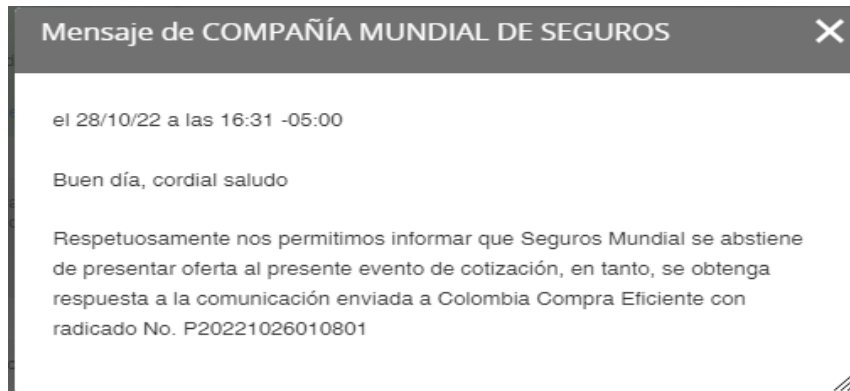 Mensaje de COMPAÑÍA MUNDIAL DE SEGUROS
el 28/10/22 a las 16:31 -05:00
Buen día, cordial saludo
Respetuosamente nos permitimos informar que Seguros Mundial se abstiene
de presentar oferta al presente evento de cotización, en tanto, se obtenga
respuesta a la comunicación enviada a Colombia Compra Eficiente con
radicado No. P20221026010801